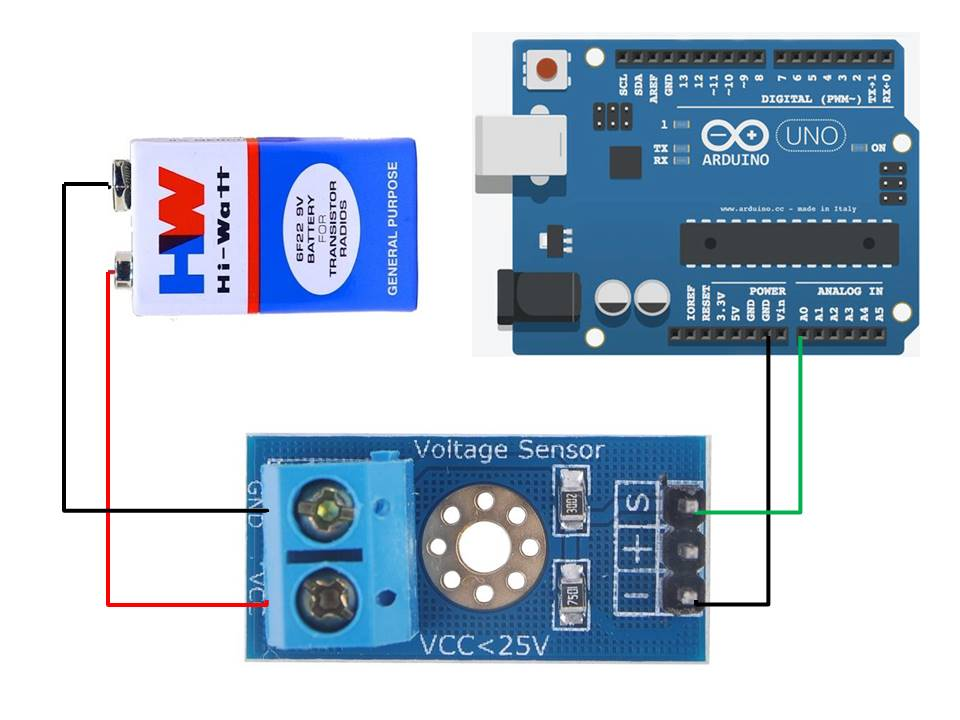 HW
Hi-Watt
6F22 9V
BATTERY
FOR
TRANSISTOR
RADIOS
GENERAL PURPOSE
SCL
SDA
AREF
GND
13
12
~11
~10
~9
8
7
6
5
4
3
2
TX→1
RX←0
DIGITAL (PWM~)
1
TX
RX
ARDUINO
UNO
ON
www.arduino.cc - made in Italy
POWER
ANALOG IN
IOREF
RESET
3.3V
5V
GND
GND
Vin
A0
A1
A2
A3
A4
A5
Voltage Sensor
GND
VCC
3002
7501
S
+
-
VCC<25V